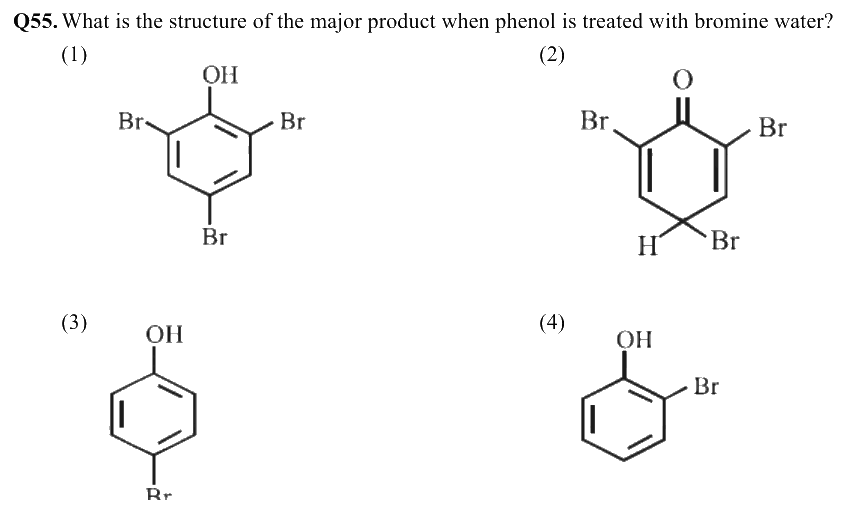 Q55. What is the structure of the major product when phenol is treated with bromine water?
(1) (2)
OH
Br Br
Br
O
Br Br
H Br
(3) (4)
OH
Br
OH
Br